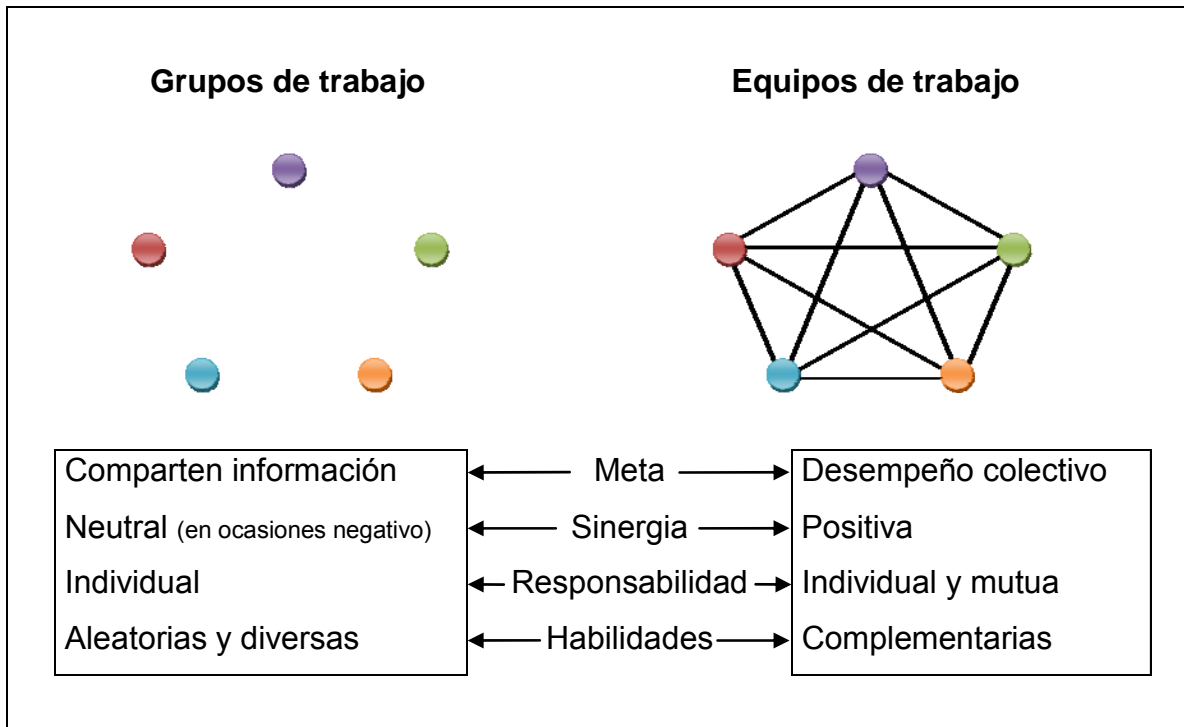 Grupos de trabajo
Equipos de trabajo
Comparten información
Meta
Desempeño colectivo
Neutral (en ocasiones negativo)
Sinergia
Positiva
Individual
Responsabilidad
Individual y mutua
Aleatorias y diversas
Habilidades
Complementarias